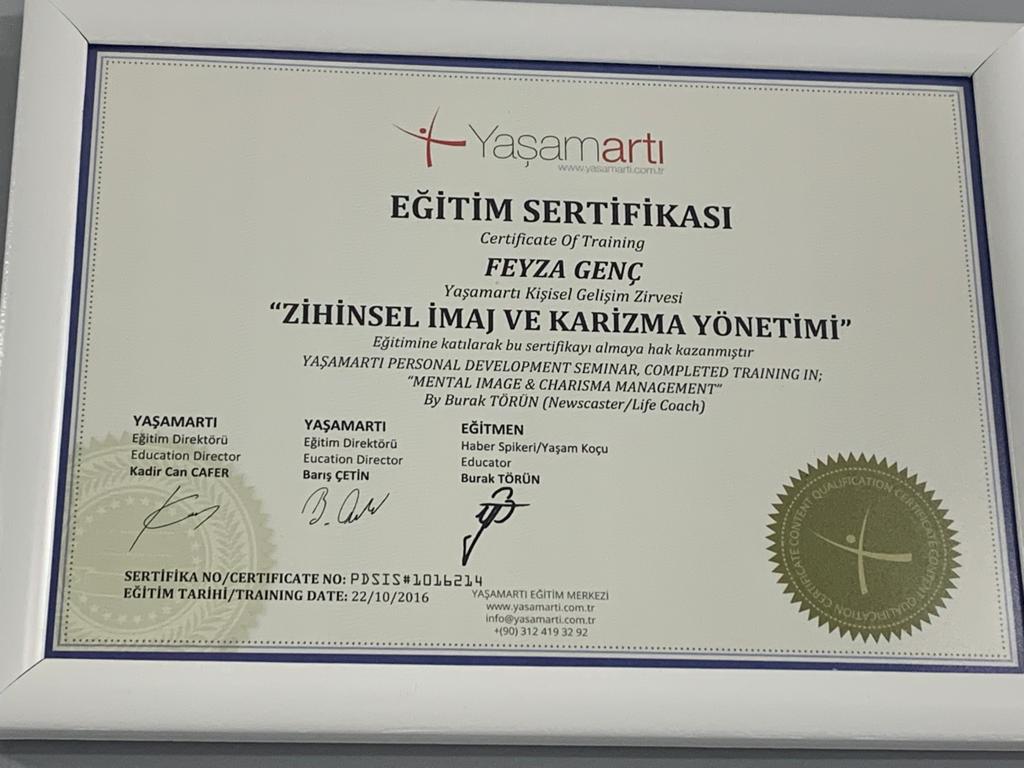 Yaşamartı
www.yasamarti.com.tr
EĞİTİM SERTİFİKASI
Certificate Of Training
FEYZA GENÇ
Yaşamartı Kişisel Gelişim Zirvesi
“ZİHİNSEL İMAJ VE KARİZMA YÖNETİMİ”
Eğitimine katılarak bu sertifikayı almaya hak kazanmıştır
YAŞAMARTI PERSONAL DEVELOPMENT SEMINAR, COMPLETED TRAINING IN;
“MENTAL IMAGE & CHARISMA MANAGEMENT”
By Burak TÖRÜN (Newscaster/Life Coach)
YAŞAMARTI
Eğitim Direktörü
Education Director
Kadir Can CAFER
YAŞAMARTI
Eğitim Direktörü
Eucation Director
Barış ÇETİN
EĞİTMEN
Haber Spikeri/Yaşam Koçu
Educator
Burak TÖRÜN
SERTİFİKA NO/CERTIFICATE NO: PDSIS#1016214
EĞİTİM TARİHİ/TRAINING DATE: 22/10/2016
YAŞAMARTI EĞİTİM MERKEZİ
www.yasamarti.com.tr
info@yasamarti.com.tr
+(90) 312 419 32 92